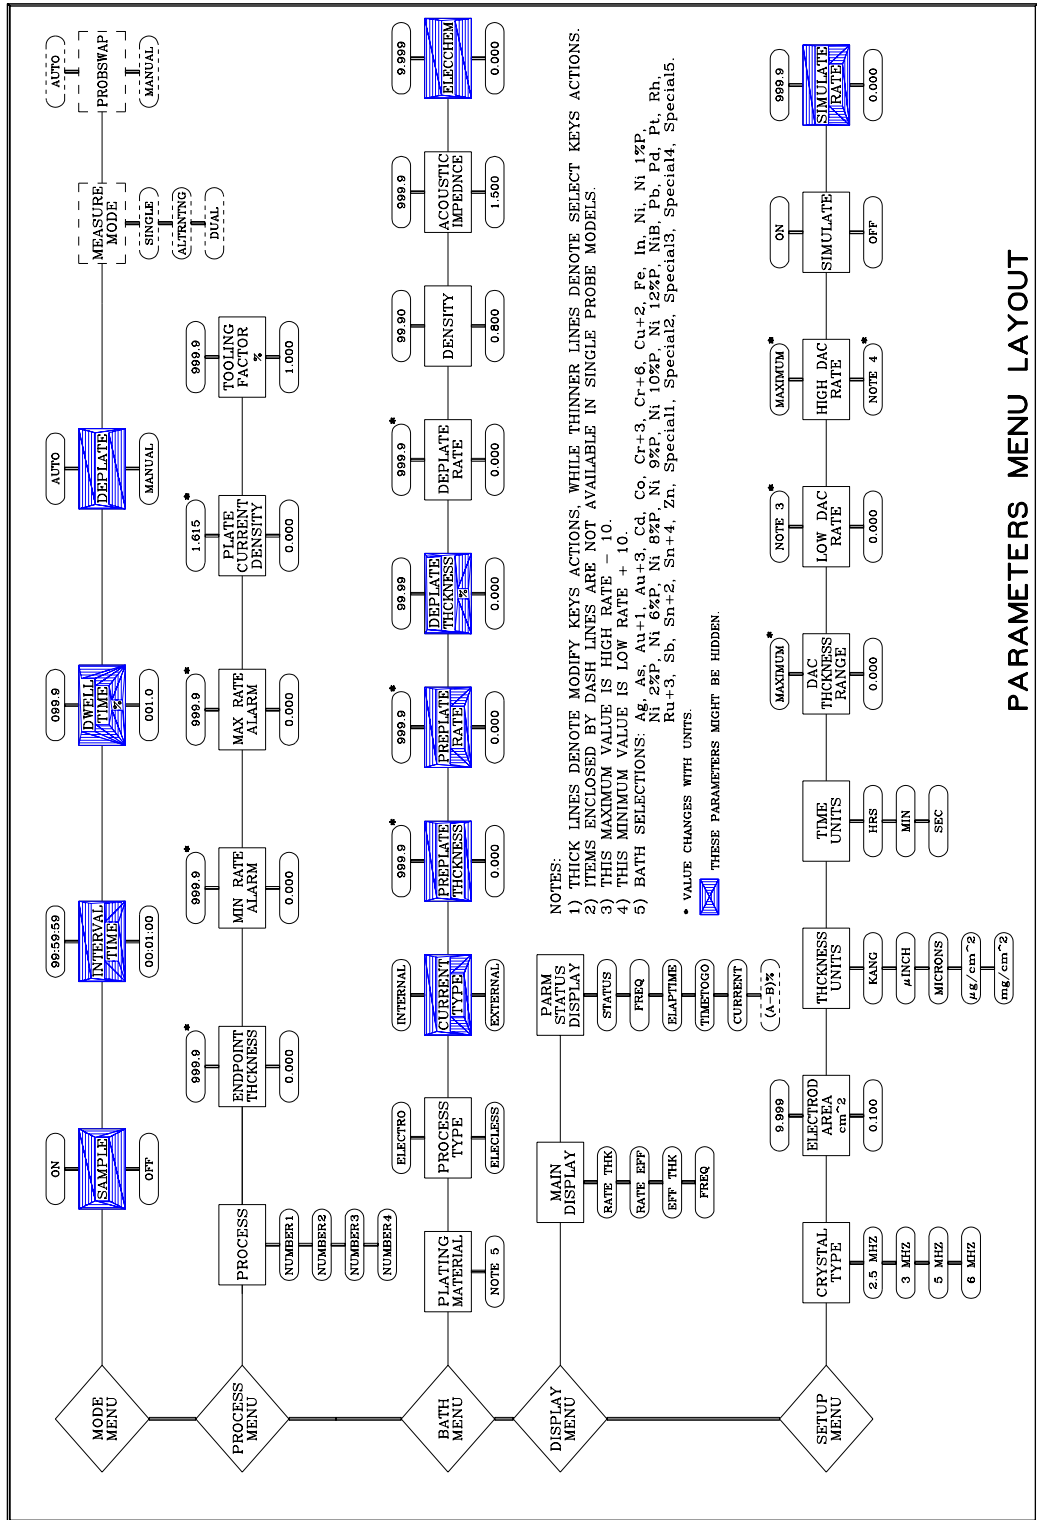 MODE
MENU
ON
SAMPLE
OFF
99:59:59
INTERVAL
TIME
00:01:00
099.9
DWELL
TIME
%
001.0
AUTO
DEPLATE
MANUAL
MEASURE
MODE
SINGLE
ALTRNTNG
DUAL
AUTO
PROBSWAP
MANUAL
PROCESS
MENU
PROCESS
NUMBER1
NUMBER2
NUMBER3
NUMBER4
999.9 *
ENDPOINT
THCKNESS
0.000
999.9 *
MIN RATE
ALARM
0.000
999.9 *
MAX RATE
ALARM
0.000
1.615 *
PLATE
CURRENT
DENSITY
0.000
999.9
TOOLING
FACTOR
%
1.000
BATH
MENU
PLATING
MATERIAL
NOTE 5
ELECTRO
PROCESS
TYPE
ELECLESS
INTERNAL
CURRENT
TYPE
EXTERNAL
999.9 *
PREPLATE
THCKNESS
0.000
999.9 *
PREPLATE
RATE
0.000
99.99
DEPLATE
THCKNESS
%
0.000
999.9 *
DEPLATE
RATE
0.000
99.90
DENSITY
0.800
999.9
ACOUSTIC
IMPEDNCE
1.500
9.999
ELECCHEM
0.000
DISPLAY
MENU
MAIN
DISPLAY
RATE THK
RATE EFF
EFF THK
FREQ
PARM
STATUS
DISPLAY
STATUS
FREQ
ELAPTIME
TIMETOGO
CURRENT
(A-B)%
NOTES:
1) THICK LINES DENOTE MODIFY KEYS ACTIONS, WHILE THINNER LINES DENOTE SELECT KEYS ACTIONS.
2) ITEMS ENCLOSED BY DASH LINES ARE NOT AVAILABLE IN SINGLE PROBE MODELS.
3) THIS MAXIMUM VALUE IS HIGH RATE - 10.
4) THIS MINIMUM VALUE IS LOW RATE + 10.
5) BATH SELECTIONS: Ag, As, Au+1, Au+3, Cd, Co, Cr+3, Cr+6, Cu+2, Fe, In, Ni, Ni 1%P,
Ni 2%P, Ni 6%P, Ni 8%P, Ni 9%P, Ni 10%P, Ni 12%P, NiB, Pb, Pd, Pt, Rh,
Ru+3, Sb, Sn+2, Sn+4, Zn, Special1, Special2, Special3, Special4, Special5.
* VALUE CHANGES WITH UNITS.
THESE PARAMETERS MIGHT BE HIDDEN.
SETUP
MENU
CRYSTAL
TYPE
2.5 MHZ
3 MHZ
5 MHZ
6 MHZ
9.999
ELECTROD
AREA
cm^2
0.100
THCKNESS
UNITS
KANG
µINCH
MICRONS
µg/cm^2
mg/cm^2
TIME
UNITS
HRS
MIN
SEC
MAXIMUM *
DAC
THCKNESS
RANGE
0.000
NOTE 3 *
LOW DAC
RATE
0.000
MAXIMUM *
HIGH DAC
RATE
NOTE 4 *
ON
SIMULATE
OFF
999.9
SIMULATE
RATE
0.000
PARAMETERS MENU LAYOUT